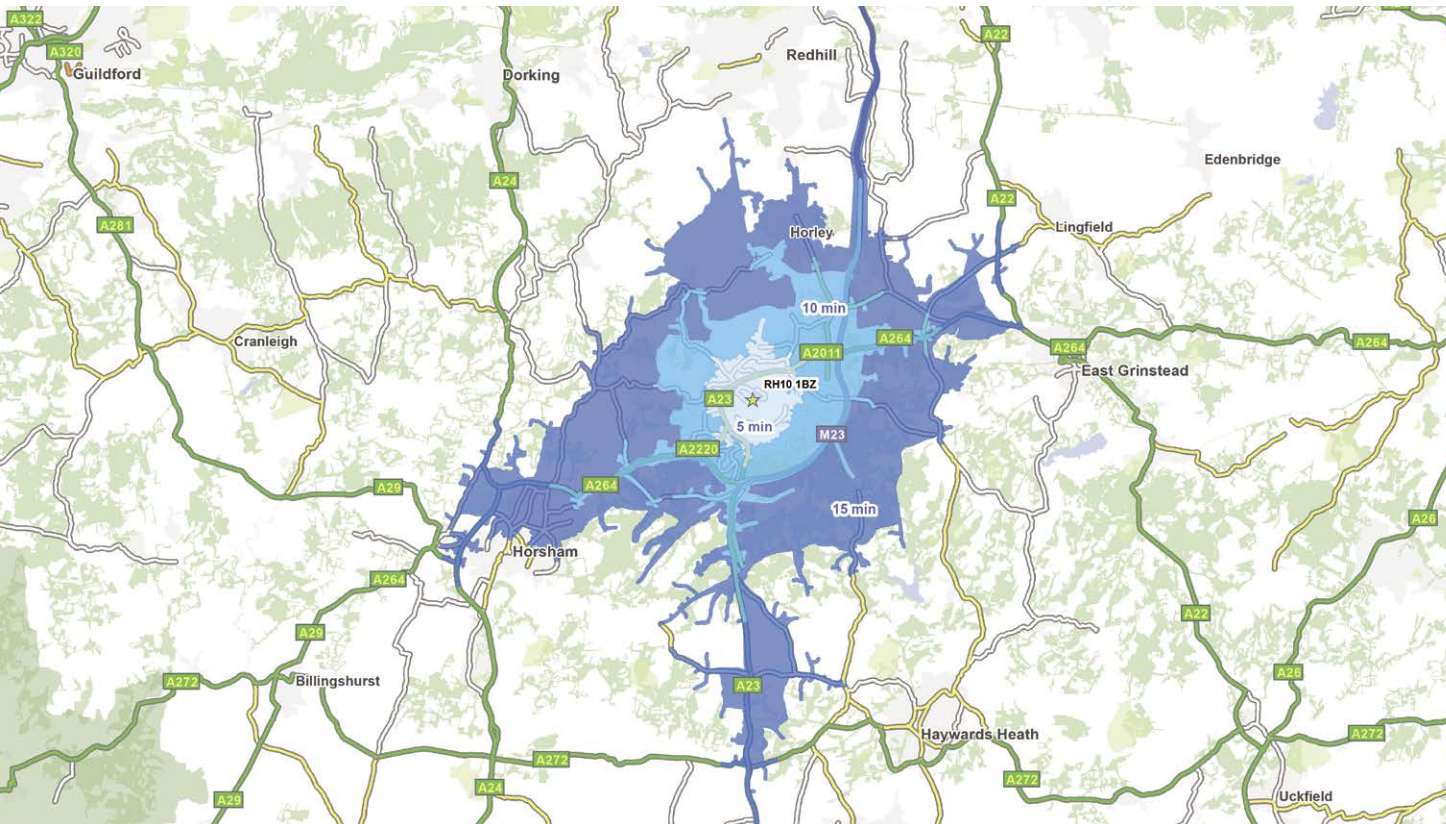 A322
A320
Guildford
Dorking
Redhill
A22
Edenbridge
A24
A22
A281
Horley
Lingfield
10 min
Cranleigh
A2011
A264
A264
A264
East Grinstead
RH10 1BZ
A23
5 min
M23
A2220
A29
A264
15 min
A26
Horsham
A264
A22
A29
A272
Billingshurst
A23
A26
Haywards Heath
A272
A272
A272
A24
A29
Uckfield